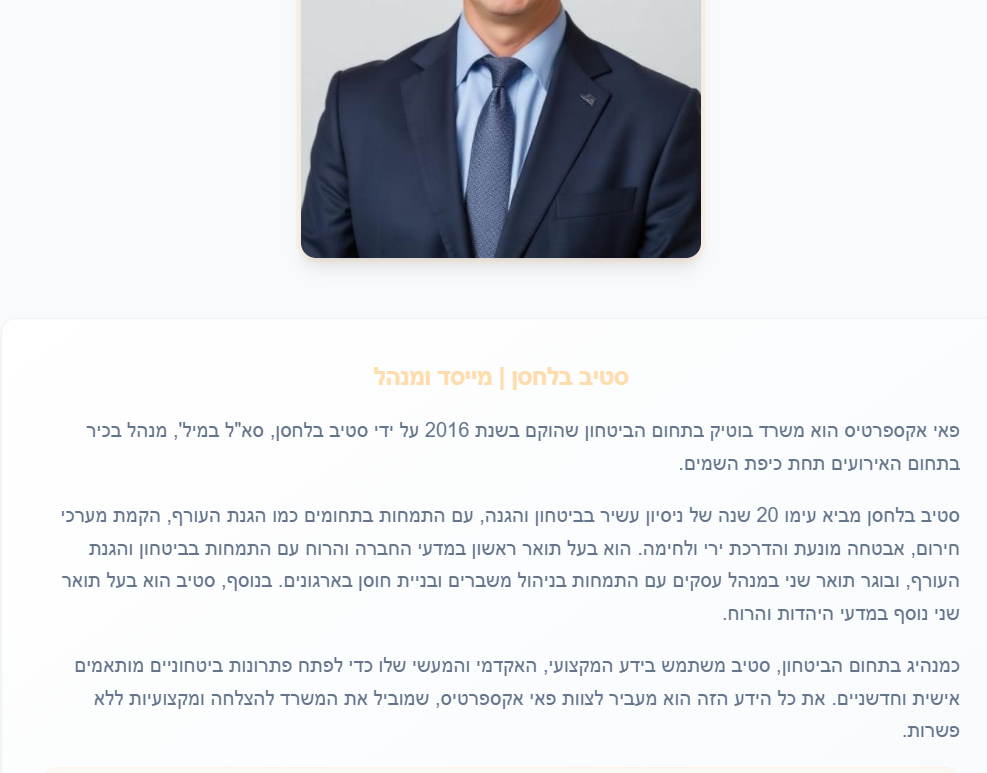 סטיב בלחסן | מייסד ומנהל
פאי אקספרטיס הוא משרד בוטיק בתחום הביטחון שהוקם בשנת 2016 על ידי סטיב בלחסן, סא"ל במיל', מנהל בכיר
בתחום האירועים תחת כיפת השמים.
סטיב בלחסן מביא עימו 20 שנה של ניסיון עשיר בביטחון והגנה, עם התמחות בתחומים כמו הגנת העורף, הקמת מערכי
חירום, אבטחה מונעת והדרכת ירי ולחימה. הוא בעל תואר ראשון במדעי החברה והרוח עם התמחות בביטחון והגנת
העורף, ובוגר תואר שני במנהל עסקים עם התמחות בניהול משברים ובניית חוסן בארגונים. בנוסף, סטיב הוא בעל תואר
שני נוסף במדעי היהדות והרוח.
כמנהיג בתחום הביטחון, סטיב משתמש בידע המקצועי, האקדמי והמעשי שלו כדי לפתח פתרונות ביטחוניים מותאמים
אישית וחדשניים. את כל הידע הזה הוא מעביר לצוות פאי אקספרטיס, שמוביל את המשרד להצלחה ומקצועיות ללא
פשרות.